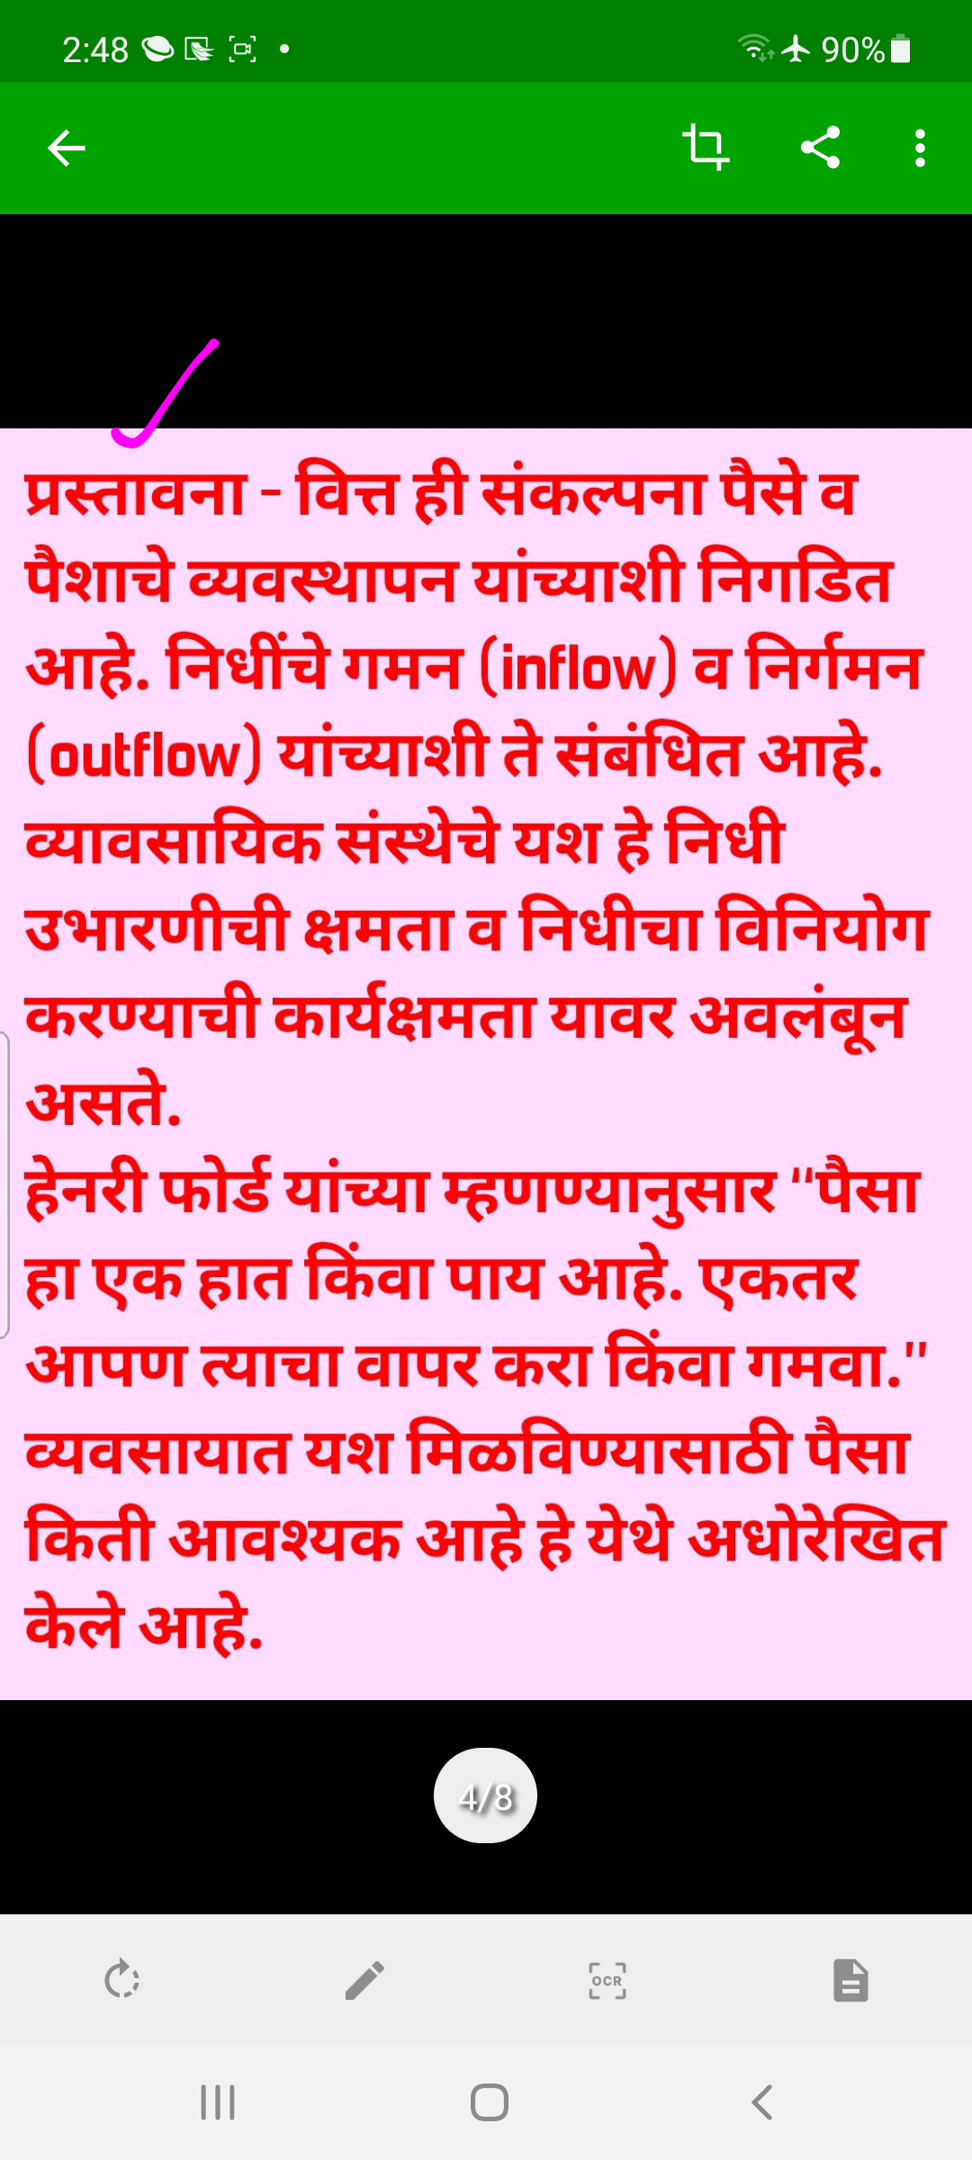 2:48
90%
प्रस्तावना - वित्त ही संकल्पना पैसे व
पैशाचे व्यवस्थापन यांच्याशी निगडित
आहे. निधींचे गमन (inflow) व निर्गमन
(outflow) यांच्याशी ते संबंधित आहे.
व्यावसायिक संस्थेचे यश हे निधी
उभारणीची क्षमता व निधीचा विनियोग
करण्याची कार्यक्षमता यावर अवलंबून
असते.
हेनरी फोर्ड यांच्या म्हणण्यानुसार "पैसा
हा एक हात किंवा पाय आहे. एकतर
आपण त्याचा वापर करा किंवा गमवा."
व्यवसायात यश मिळविण्यासाठी पैसा
किती आवश्यक आहे हे येथे अधोरेखित
केले आहे.
4/8
OCR